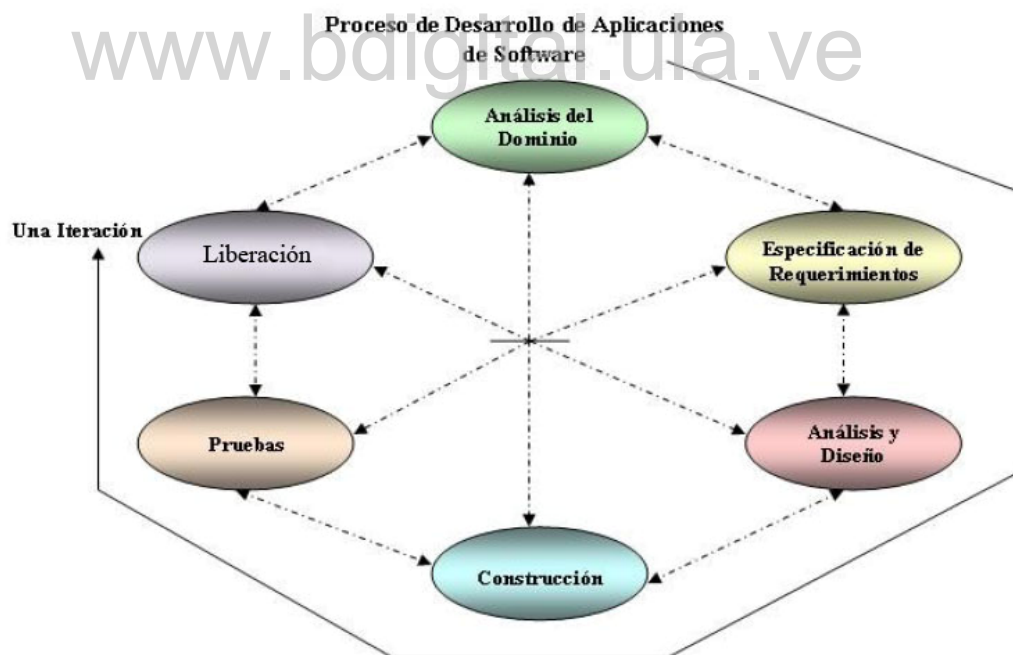 Proceso de Desarrollo de Aplicaciones
de Software
www.bdigital.ula.ve
Análisis del
Dominio
Una Iteración
Liberación
Especificación de
Requerimientos
Pruebas
Análisis y
Diseño
Construcción